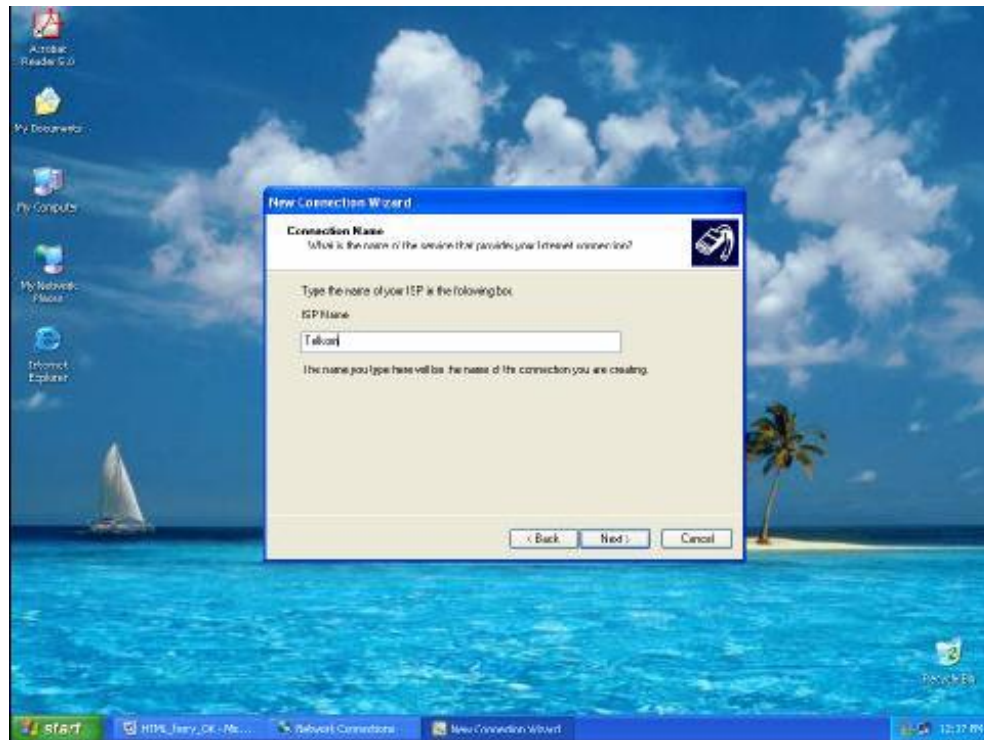 Acrobat
Reader 5.0
My Documents
My Computer
My Network
Places
Internet
Explorer
New Connection Wizard
Connection Name
What is the name of the service that provides your Internet connection?
Type the name of your ISP in the following box.
ISP Name
Telkom
The name you type here will be the name of the connection you are creating.
< Back
Next >
Cancel
Recycle Bin
start
Network Connections
New Connection Wizard
12:37 PM